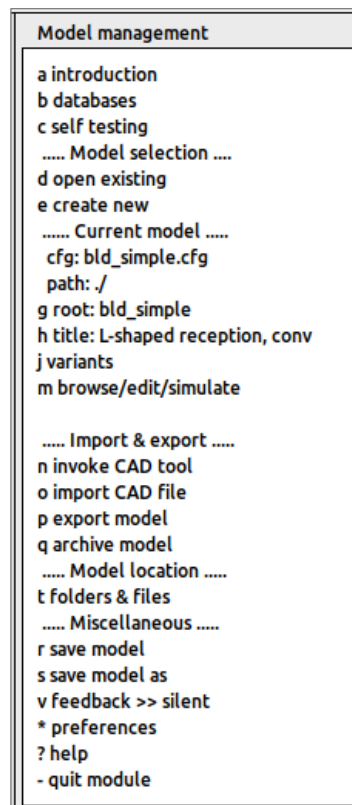 Model management
a introduction
b databases
c self testing
..... Model selection ....
d open existing
e create new
...... Current model .....
cfg: bld_simple.cfg
path: ./
g root: bld_simple
h title: L-shaped reception, conv
j variants
m browse/edit/simulate
..... Import & export .....
n invoke CAD tool
o import CAD file
p export model
q archive model
..... Model location .....
t folders & files
..... Miscellaneous .....
r save model
s save model as
v feedback >> silent
* preferences
? help
- quit module